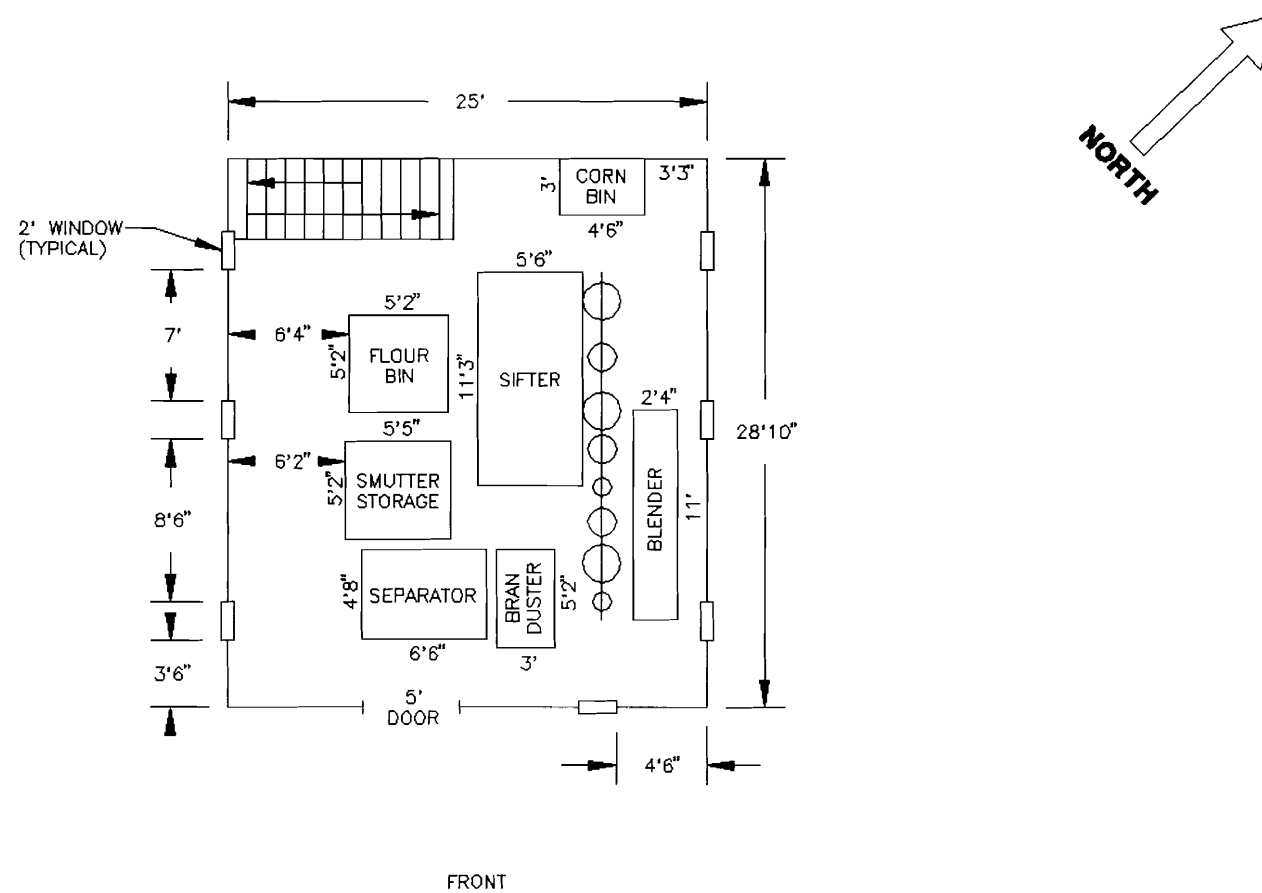 25'
NORTH
CORN
BIN
3'
3'3"
4'6"
2' WINDOW
(TYPICAL)
5'6"
5'2"
7'
6'4"
FLOUR
BIN
5'2"
11'3"
SIFTER
2'4"
28'10"
5'5"
6'2"
SMUTTER
STORAGE
5'2"
8'6"
BLENDER
11'
4'8"
SEPARATOR
BRAN
DUSTER
5'2"
6'6"
3'
3'6"
5'
DOOR
4'6"
FRONT